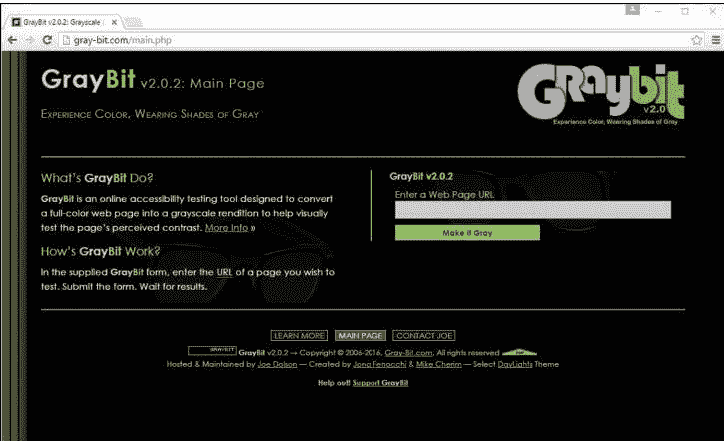 GrayBit v2.0.2: Grayscale
gray-bit.com/main.php
GrayBit v2.0.2: Main Page
Experience Color, Wearing Shades of Gray
Graybit
v2.0
Experience Color, Wearing Shades of Gray
What's GrayBit Do?
GrayBit is an online accessibility testing tool designed to convert
a full-color web page into a grayscale rendition to help visually
test the page's perceived contrast. More Info »
How's GrayBit Work?
In the supplied GrayBit form, enter the URL of a page you wish to
test. Submit the form. Wait for results.
GrayBit v2.0.2
Enter a Web Page URL
Make it Gray
LEARN MORE MAIN PAGE CONTACT JOE
GrayBit v2.0.2 → Copyright © 2006-2016, Gray-Bit.com. All rights reserved
Hosted & Maintained by Joe Dolson — Created by Jona Fenocchi & Mike Cherim — Select DayLights Theme
Help out! Support GrayBit